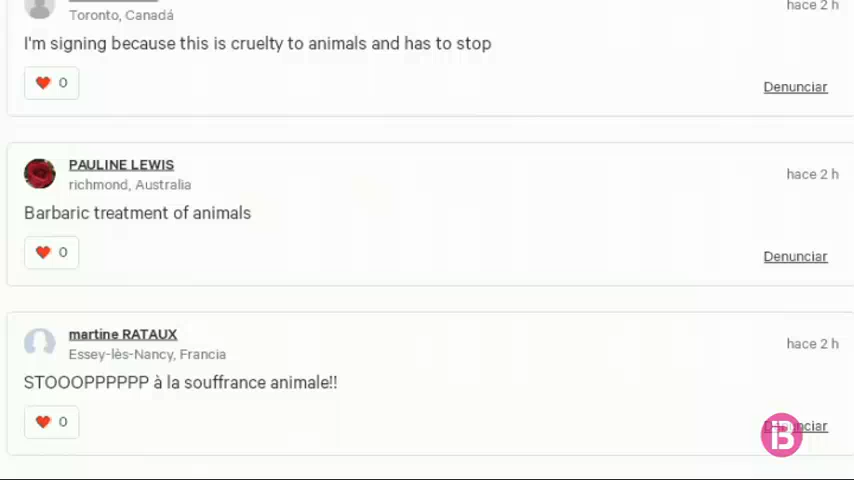 Toronto, Canadá
hace 2 h
I'm signing because this is cruelty to animals and has to stop
0
Denunciar
PAULINE LEWIS
hace 2 h
richmond, Australia
Barbaric treatment of animals
0
Denunciar
martine RATAUX
hace 2 h
Essey-lès-Nancy, Francia
STOOOPPPPPP à la souffrance animale!!
0
Denunciar
B